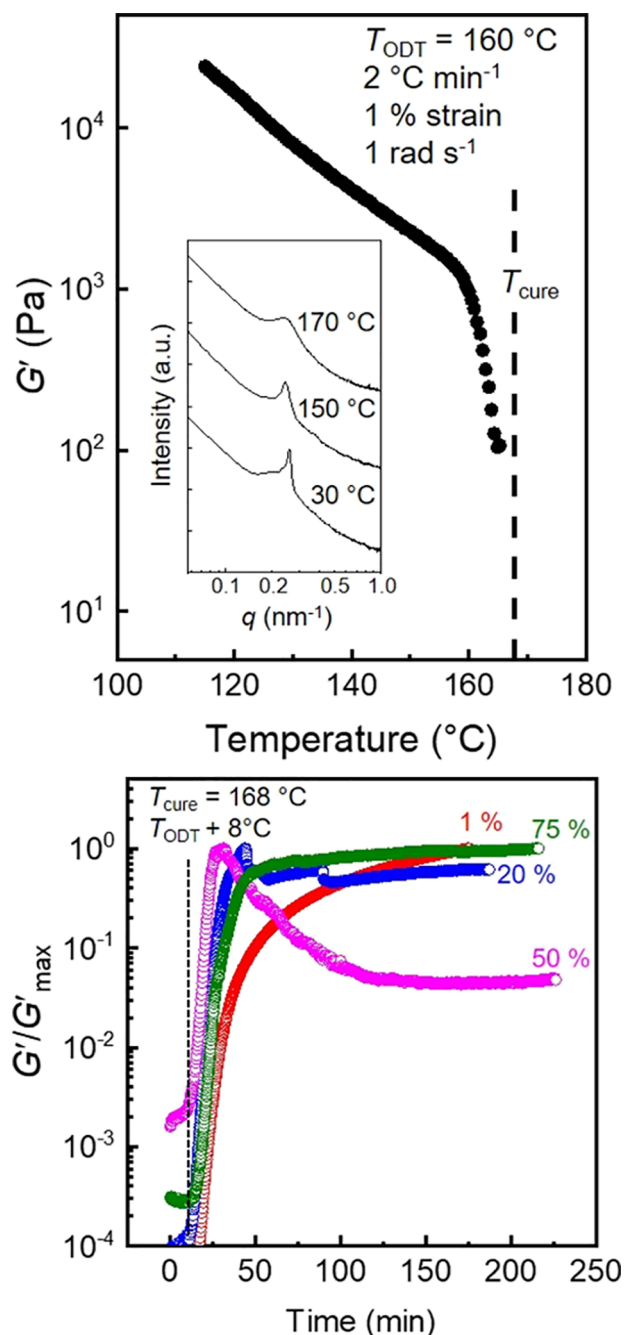 T_ODT = 160 °C
2 °C min⁻¹
1 % strain
1 rad s⁻¹
10⁴
10³
10²
10¹
G′ (Pa)
T_cure
170 °C
150 °C
30 °C
Intensity (a.u.)
0.1 0.2 0.5 1.0
q (nm⁻¹)
100 120 140 160 180
Temperature (°C)
T_cure = 168 °C
T_ODT + 8°C
1 %
75 %
20 %
50 %
10⁰
10⁻¹
10⁻²
10⁻³
10⁻⁴
G′/G′_max
0 50 100 150 200 250
Time (min)